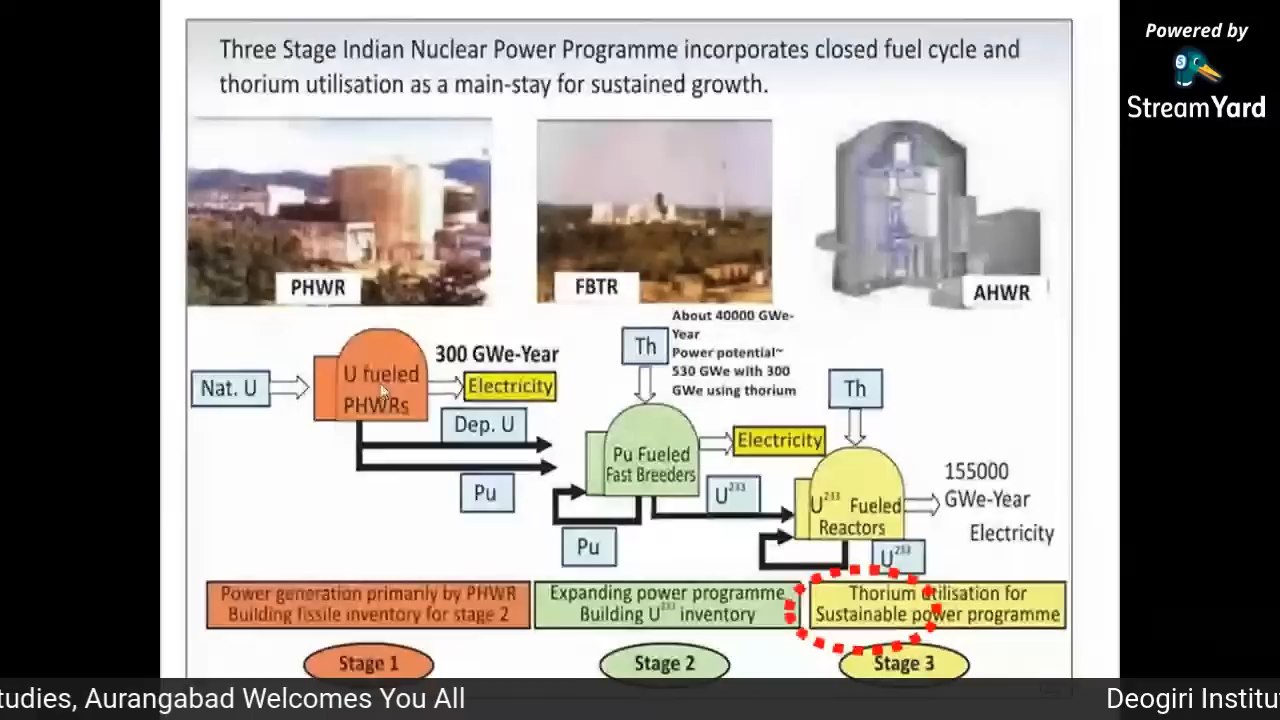 Powered by
StreamYard
Three Stage Indian Nuclear Power Programme incorporates closed fuel cycle and
thorium utilisation as a main-stay for sustained growth.
PHWR
FBTR
AHWR
Nat. U
U fueled
PHWRs
300 GWe-Year
Electricity
Dep. U
Pu
Th
About 40000 GWe-
Year
Power potential~
530 GWe with 300
GWe using thorium
Pu Fueled
Fast Breeders
Electricity
U233
Pu
Th
U233 Fueled
Reactors
155000
GWe-Year
Electricity
U233
Power generation primarily by PHWR
Building fissile inventory for stage 2
Expanding power programme
Building U233 inventory
Thorium utilisation for
Sustainable power programme
Stage 1
Stage 2
Stage 3
tudies, Aurangabad Welcomes You All
Deogiri Institu